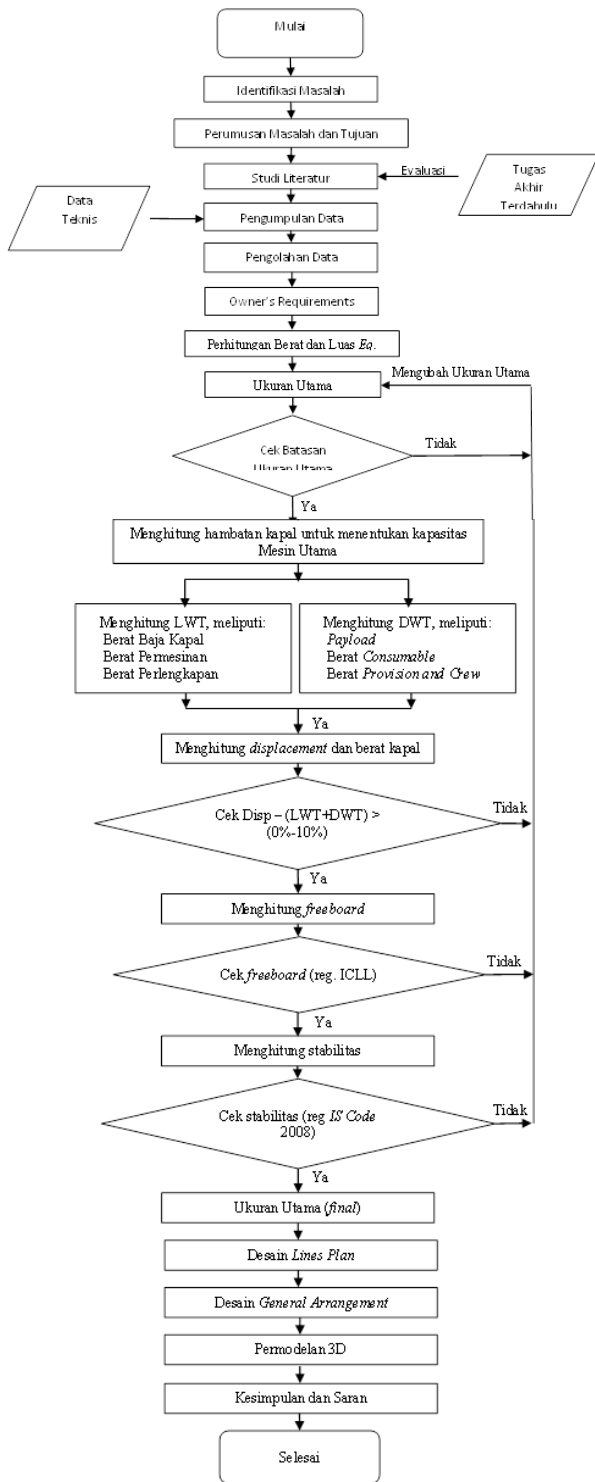 Mulai
Identifikasi Masalah
Perumusan Masalah dan Tujuan
Studi Literatur
Evaluasi
Tugas
Akhir
Terdahulu
Data
Teknis
Pengumpulan Data
Pengolahan Data
Owner's Requirements
Perhitungan Berat dan Luas Eq.
Ukuran Utama
Mengubah Ukuran Utama
Cek Batasan
Ukuran Utama
Tidak
Ya
Menghitung hambatan kapal untuk menentukan kapasitas
Mesin Utama
Menghitung LWT, meliputi:
Berat Baja Kapal
Berat Permesinan
Berat Perlengkapan
Menghitung DWT, meliputi:
Payload
Berat Consumable
Berat Provision and Crew
Ya
Menghitung displacement dan berat kapal
Cek Disp – (LWT+DWT) >
(0%-10%)
Tidak
Ya
Menghitung freeboard
Cek freeboard (reg. ICLL)
Tidak
Ya
Menghitung stabilitas
Cek stabilitas (reg IS Code
2008)
Tidak
Ya
Ukuran Utama (final)
Desain Lines Plan
Desain General Arrangement
Permodelan 3D
Kesimpulan dan Saran
Selesai